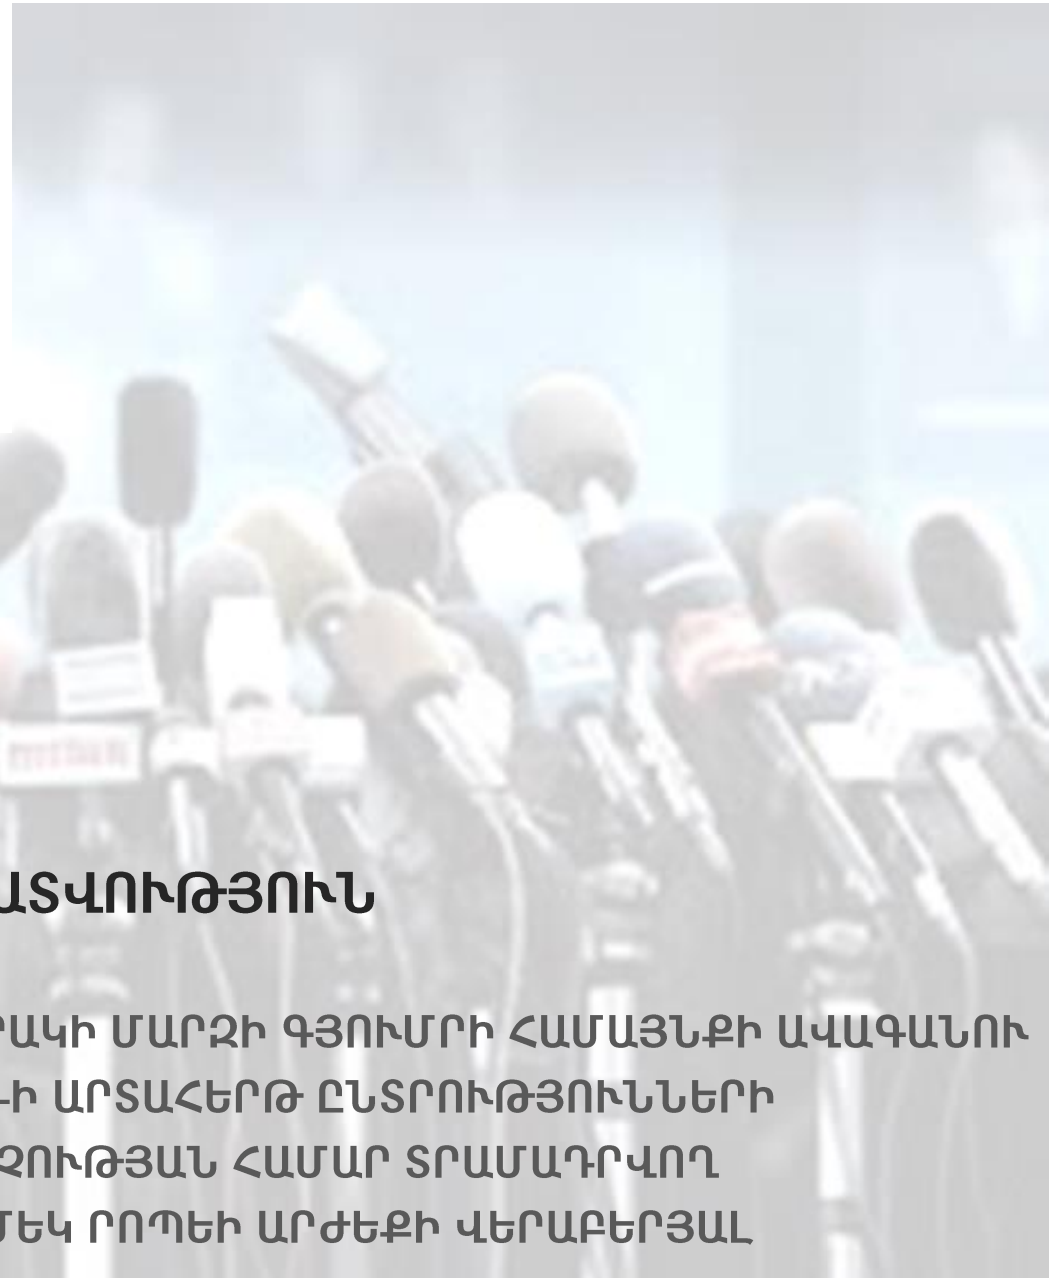 ԱՏՎՈՒԹՅՈՒՆ
ՐԱԿԻ ՄԱՐԶԻ ԳՅՈՒՄՐԻ ՀԱՄԱՅՆՔԻ ԱՎԱԳԱՆՈՒ
-Ի ԱՐՏԱՀԵՐԹ ԸՆՏՐՈՒԹՅՈՒՆՆԵՐԻ
ՉՈՒԹՅԱՆ ՀԱՄԱՐ ՏՐԱՄԱԴՐՎՈՂ
ՄԵԿ ՐՈՊԵԻ ԱՐԺԵՔԻ ՎԵՐԱԲԵՐՅԱԼ